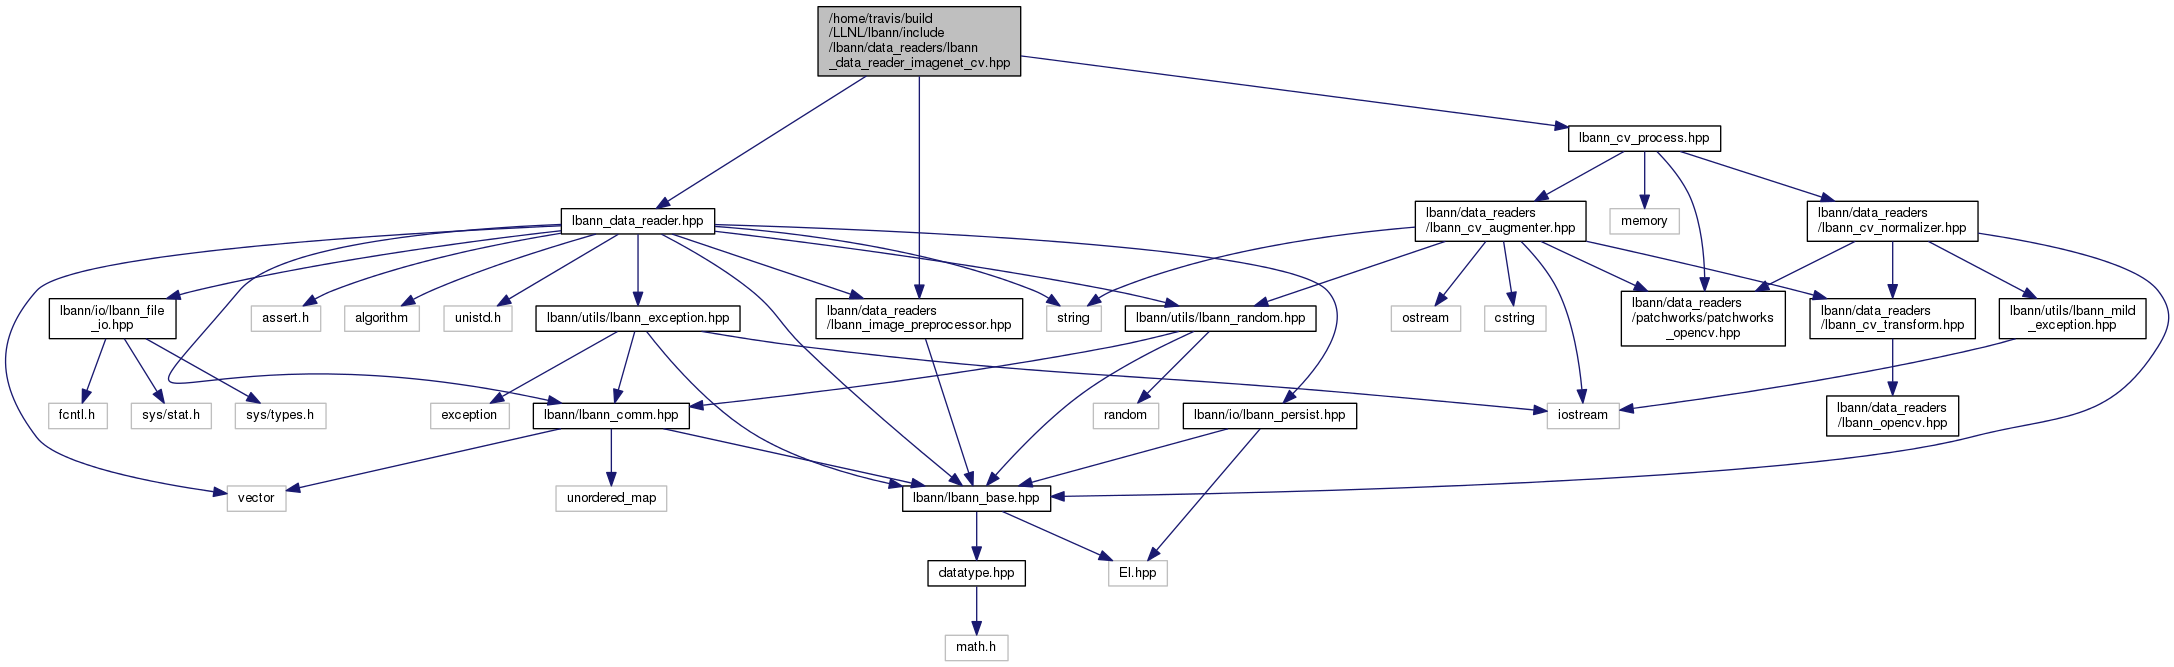 /home/travis/build
/LLNL/lbann/include
/lbann/data_readers/lbann
_data_reader_imagenet_cv.hpp
lbann_cv_process.hpp
lbann_data_reader.hpp
lbann/data_readers
/lbann_cv_augmenter.hpp
memory
lbann/data_readers
/lbann_cv_normalizer.hpp
lbann/io/lbann_file
_io.hpp
assert.h
algorithm
unistd.h
lbann/utils/lbann_exception.hpp
lbann/data_readers
/lbann_image_preprocessor.hpp
string
lbann/utils/lbann_random.hpp
ostream
cstring
lbann/data_readers
/patchworks/patchworks
_opencv.hpp
lbann/data_readers
/lbann_cv_transform.hpp
lbann/utils/lbann_mild
_exception.hpp
fcntl.h
sys/stat.h
sys/types.h
exception
lbann/lbann_comm.hpp
random
lbann/io/lbann_persist.hpp
iostream
lbann/data_readers
/lbann_opencv.hpp
vector
unordered_map
lbann/lbann_base.hpp
datatype.hpp
El.hpp
math.h